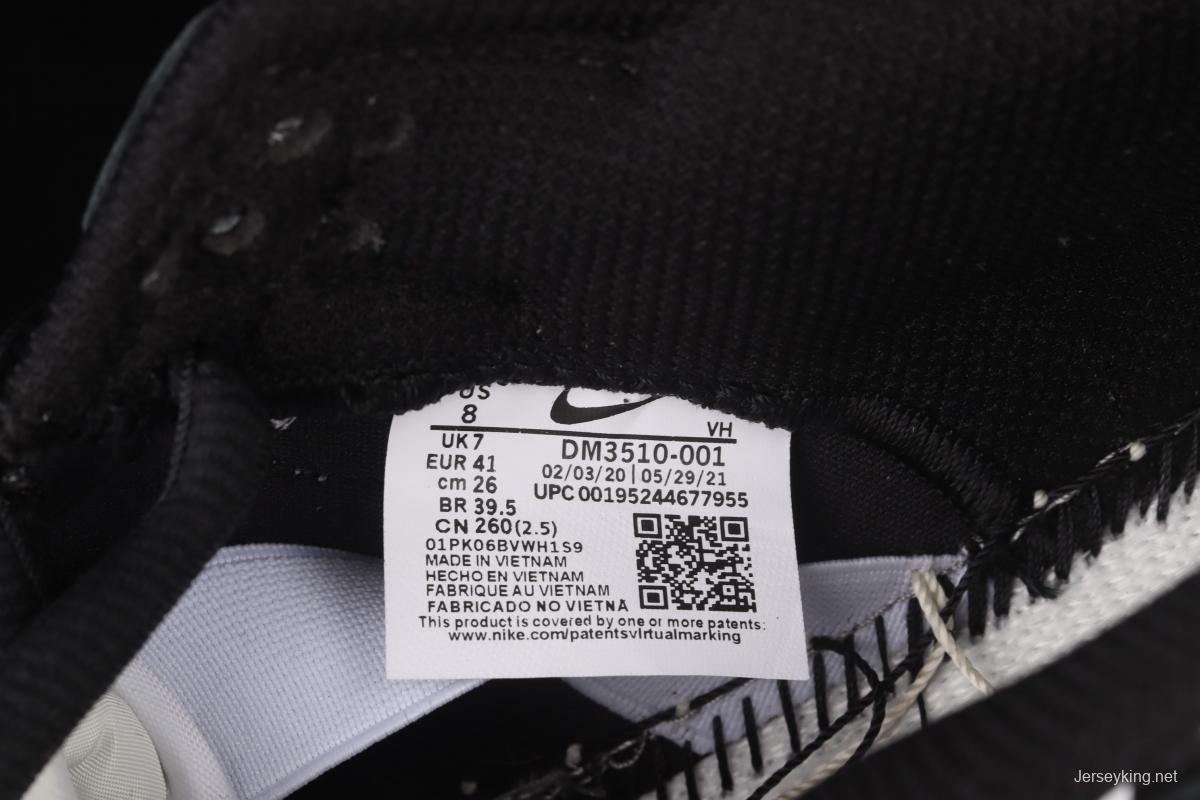 US
8
VH
UK 7
EUR 41
cm 26
BR 39.5
CN 260(2.5)
DM3510-001
02/03/20 | 05/29/21
UPC 00195244677955
01PK06BVWH1S9
MADE IN VIETNAM
HECHO EN VIETNAM
FABRIQUE AU VIETNAM
FABRICADO NO VIETNA
This product is covered by one or more patents:
www.nike.com/patentsvlrtualmarking
Jerseyking.net